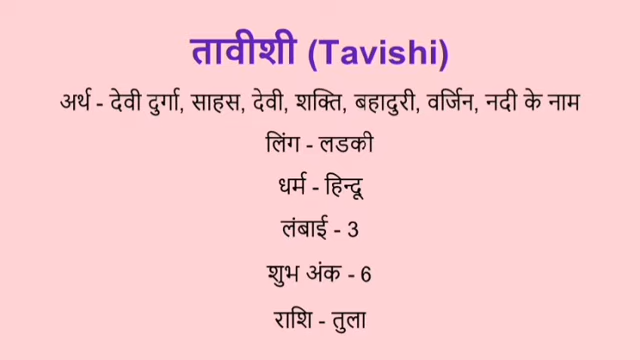 तावीशी (Tavishi)
अर्थ - देवी दुर्गा, साहस, देवी, शक्ति, बहादुरी, वर्जिन, नदी के नाम
लिंग - लडकी
धर्म - हिन्दू
लंबाई - 3
शुभ अंक - 6
राशि - तुला